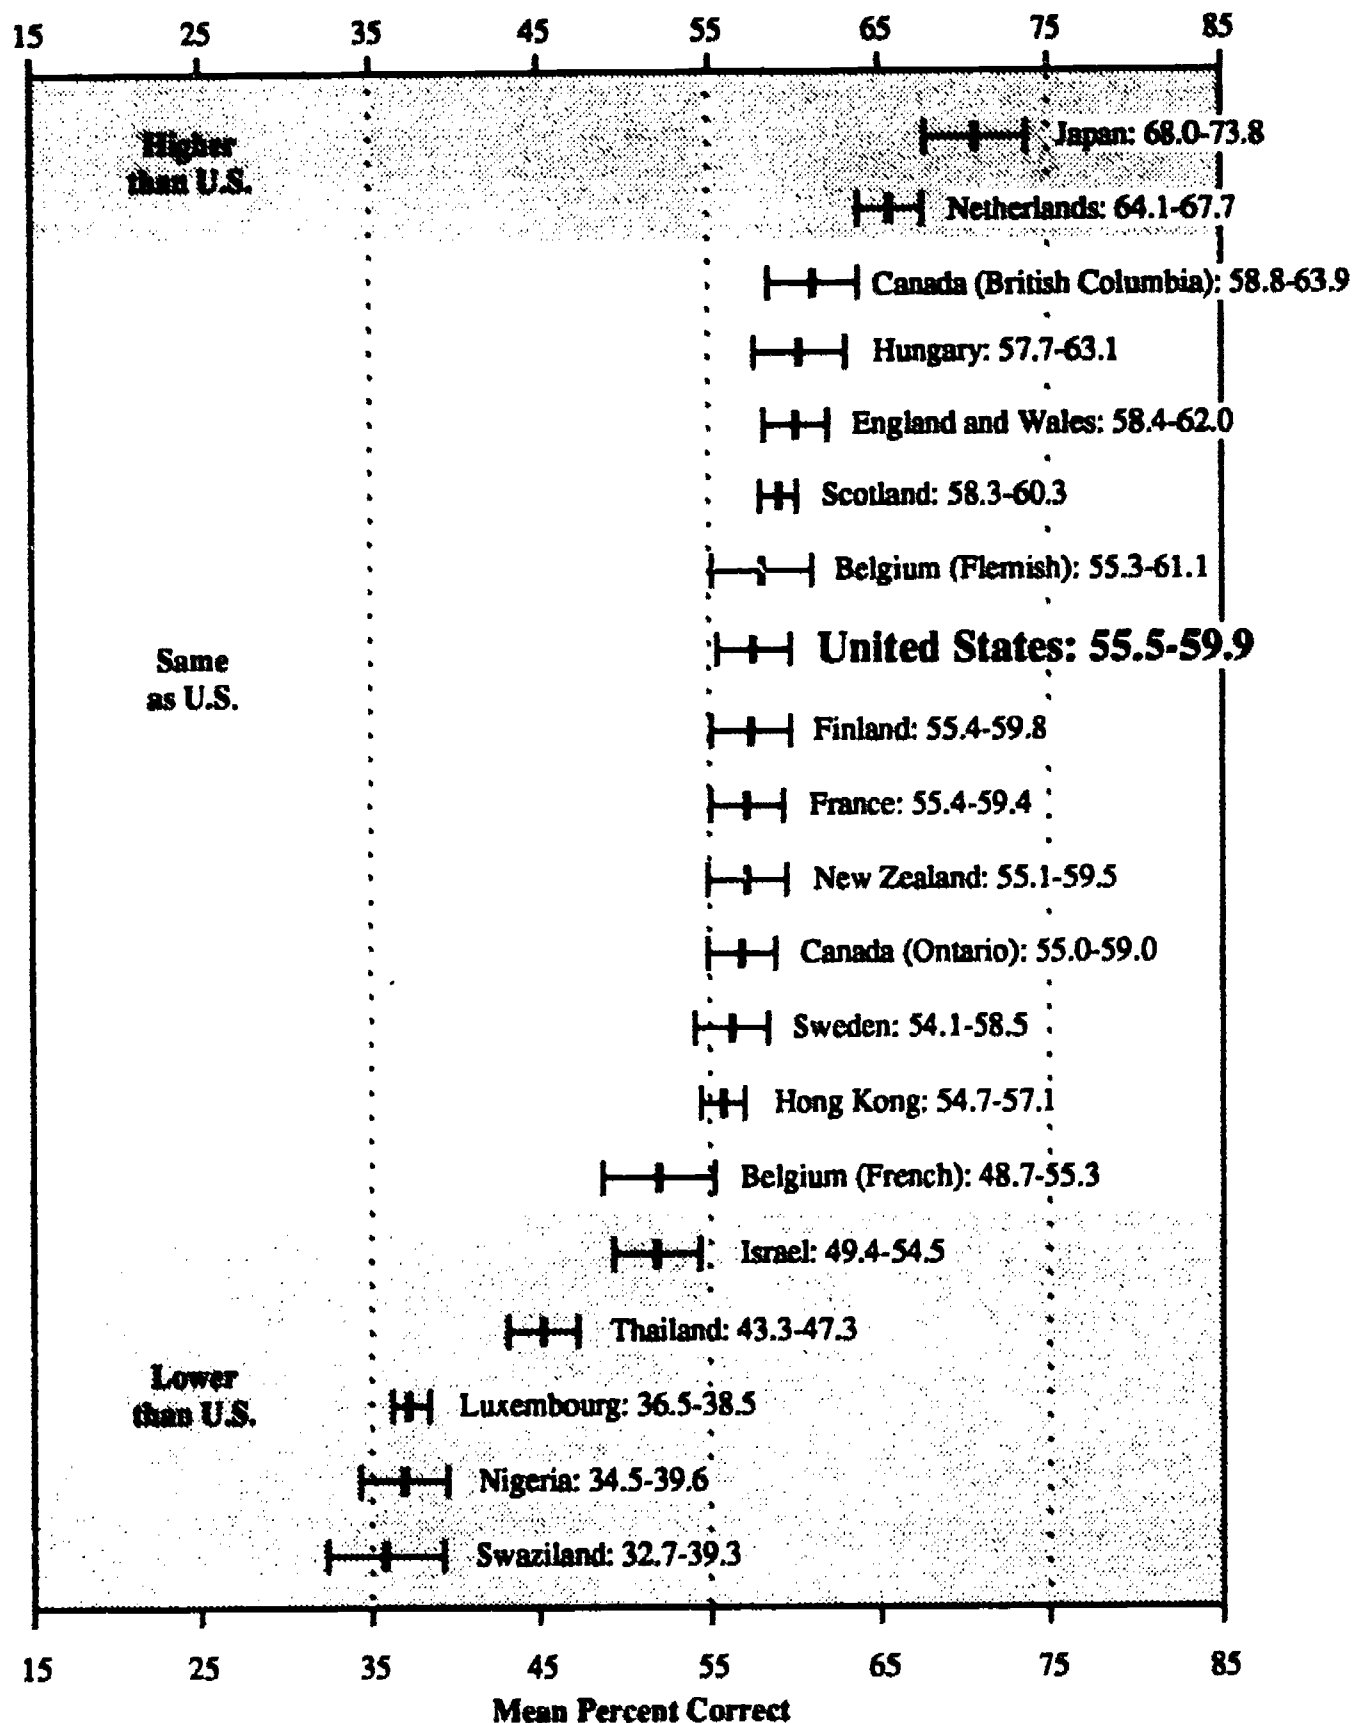 15 25 35 45 55 65 75 85
Higher
than U.S.
Japan: 68.0-73.8
Netherlands: 64.1-67.7
Canada (British Columbia): 58.8-63.9
Hungary: 57.7-63.1
England and Wales: 58.4-62.0
Scotland: 58.3-60.3
Belgium (Flemish): 55.3-61.1
United States: 55.5-59.9
Same
as U.S.
Finland: 55.4-59.8
France: 55.4-59.4
New Zealand: 55.1-59.5
Canada (Ontario): 55.0-59.0
Sweden: 54.1-58.5
Hong Kong: 54.7-57.1
Belgium (French): 48.7-55.3
Israel: 49.4-54.5
Thailand: 43.3-47.3
Lower
than U.S.
Luxembourg: 36.5-38.5
Nigeria: 34.5-39.6
Swaziland: 32.7-39.3
15 25 35 45 55 65 75 85
Mean Percent Correct